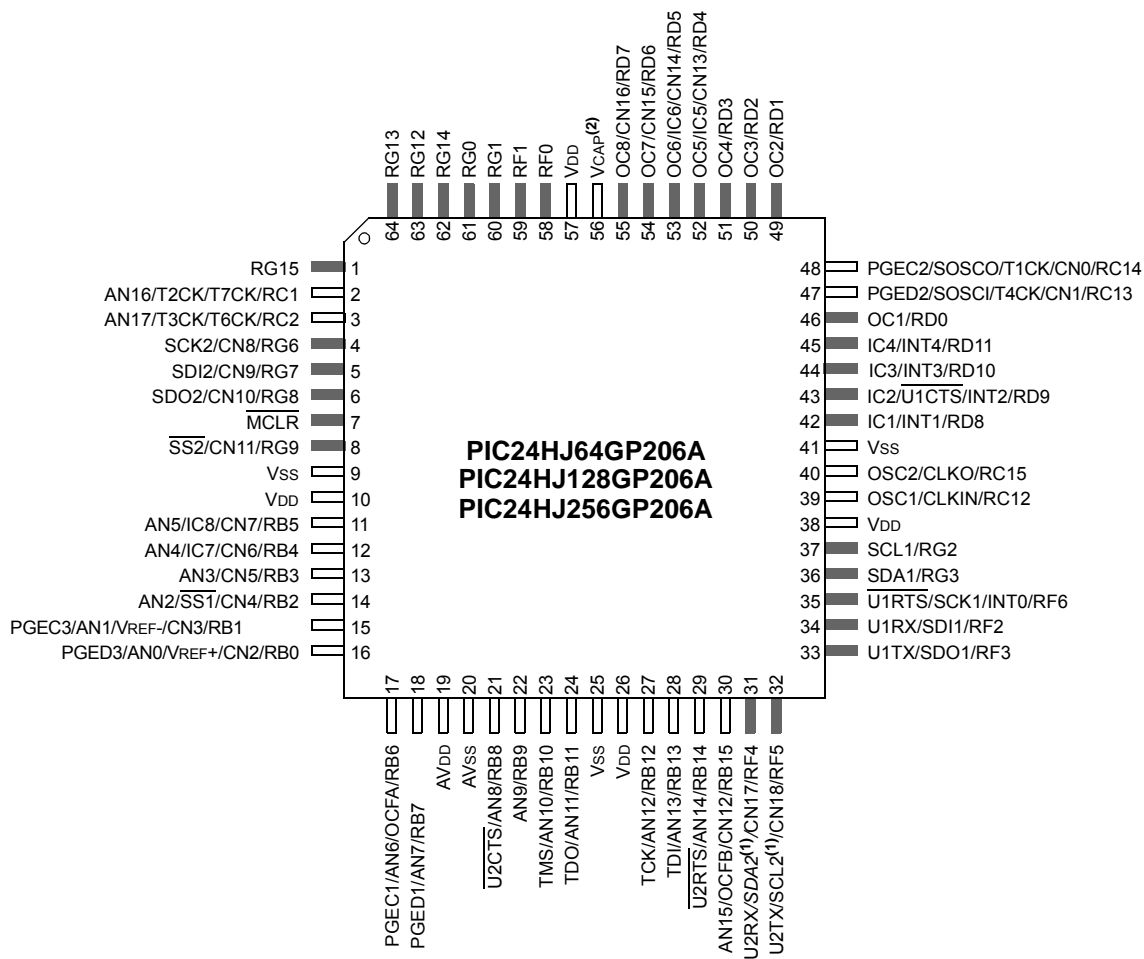 OC8/CN16/RD7
OC7/CN15/RD6
OC6/IC6/CN14/RD5
OC5/IC5/CN13/RD4
OC4/RD3
OC3/RD2
OC2/RD1
RG13
RG12
RG14
RG0
RG1
RF1
RF0
VDD
VCAP(2)
64 63 62 61 60 59 58 57 56 55 54 53 52 51 50 49
RG15 1
AN16/T2CK/T7CK/RC1 2
AN17/T3CK/T6CK/RC2 3
SCK2/CN8/RG6 4
SDI2/CN9/RG7 5
SDO2/CN10/RG8 6
MCLR 7
SS2/CN11/RG9 8
VSS 9
VDD 10
AN5/IC8/CN7/RB5 11
AN4/IC7/CN6/RB4 12
AN3/CN5/RB3 13
AN2/SS1/CN4/RB2 14
PGEC3/AN1/VREF-/CN3/RB1 15
PGED3/AN0/VREF+/CN2/RB0 16
PIC24HJ64GP206A
PIC24HJ128GP206A
PIC24HJ256GP206A
48 PGEC2/SOSCO/T1CK/CN0/RC14
47 PGED2/SOSCI/T4CK/CN1/RC13
46 OC1/RD0
45 IC4/INT4/RD11
44 IC3/INT3/RD10
43 IC2/U1CTS/INT2/RD9
42 IC1/INT1/RD8
41 VSS
40 OSC2/CLKO/RC15
39 OSC1/CLKIN/RC12
38 VDD
37 SCL1/RG2
36 SDA1/RG3
35 U1RTS/SCK1/INT0/RF6
34 U1RX/SDI1/RF2
33 U1TX/SDO1/RF3
17 18 19 20 21 22 23 24 25 26 27 28 29 30 31 32
PGEC1/AN6/OCFA/RB6
PGED1/AN7/RB7
AVDD
AVSS
U2CTS/AN8/RB8
AN9/RB9
TMS/AN10/RB10
TDO/AN11/RB11
VSS
VDD
TCK/AN12/RB12
TDI/AN13/RB13
U2RTS/AN14/RB14
AN15/OCFB/CN12/RB15
U2RX/SDA2(1)/CN17/RF4
U2TX/SCL2(1)/CN18/RF5